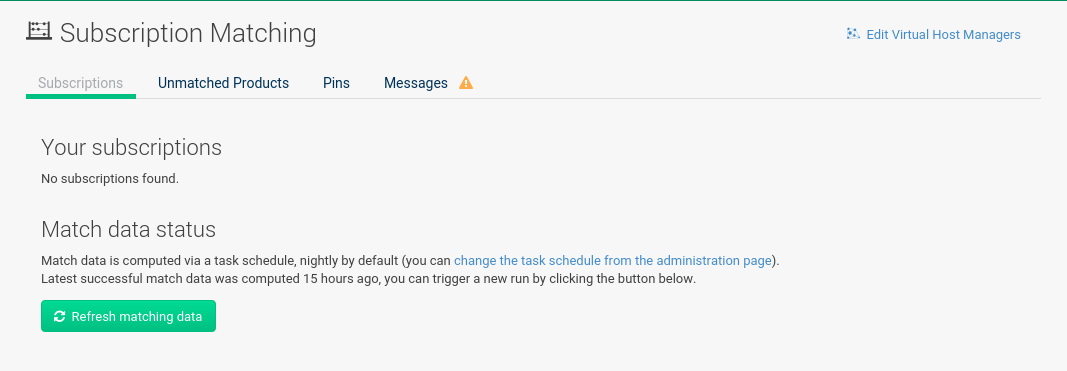 Subscription Matching
Edit Virtual Host Managers
Subscriptions
Unmatched Products
Pins
Messages
Your subscriptions
No subscriptions found.
Match data status
Match data is computed via a task schedule, nightly by default (you can change the task schedule from the administration page).
Latest successful match data was computed 15 hours ago, you can trigger a new run by clicking the button below.
Refresh matching data